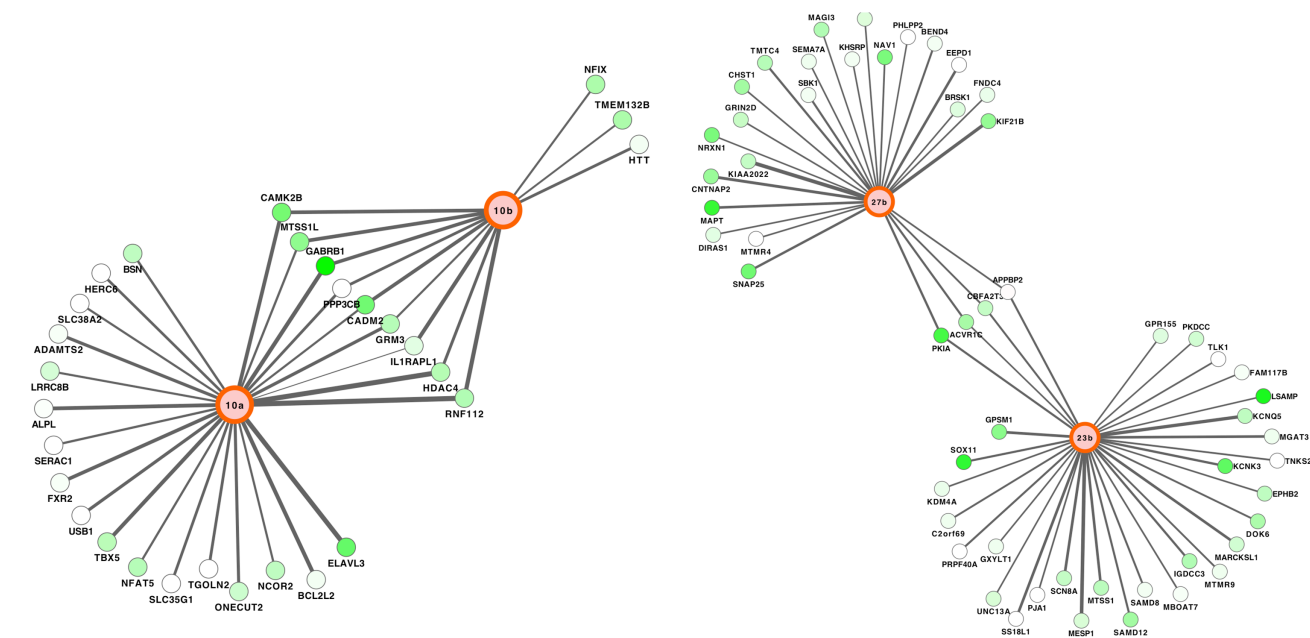 NFIX
TMEM132B
HTT
10b
CAMK2B
MTSS1L
GABRB1
PPP3CB
CADM2
GRM3
IL1RAPL1
HDAC4
RNF112
BSN
HERC6
SLC38A2
ADAMTS2
LRRC8B
10a
ALPL
SERAC1
FXR2
USB1
TBX5
NFAT5
SLC35G1
TGOLN2
ONECUT2
NCOR2
BCL2L2
ELAVL3
MAGI3
PHLPP2
BEND4
SEMA7A
KHSRP
NAV1
EEPD1
TMTC4
CHST1
SBK1
FNDC4
BRSK1
GRIN2D
KIF21B
NRXN1
KIAA2022
CNTNAP2
27b
MAPT
DIRAS1
MTMR4
SNAP25
APPBP2
CBFA2T3
ACVR1C
PKIA
GPR155
PKDCC
TLK1
FAM117B
LSAMP
KCNQ5
MGAT3
TNKS2
KCNK3
EPHB2
DOK6
MARCKSL1
MTMR9
IGDCC3
MBOAT7
SAMD8
SAMD12
MTSS1
MESP1
SCN8A
PJA1
SS18L1
UNC13A
GXYLT1
PRPF40A
C2orf69
KDM4A
SOX11
GPSM1
23b